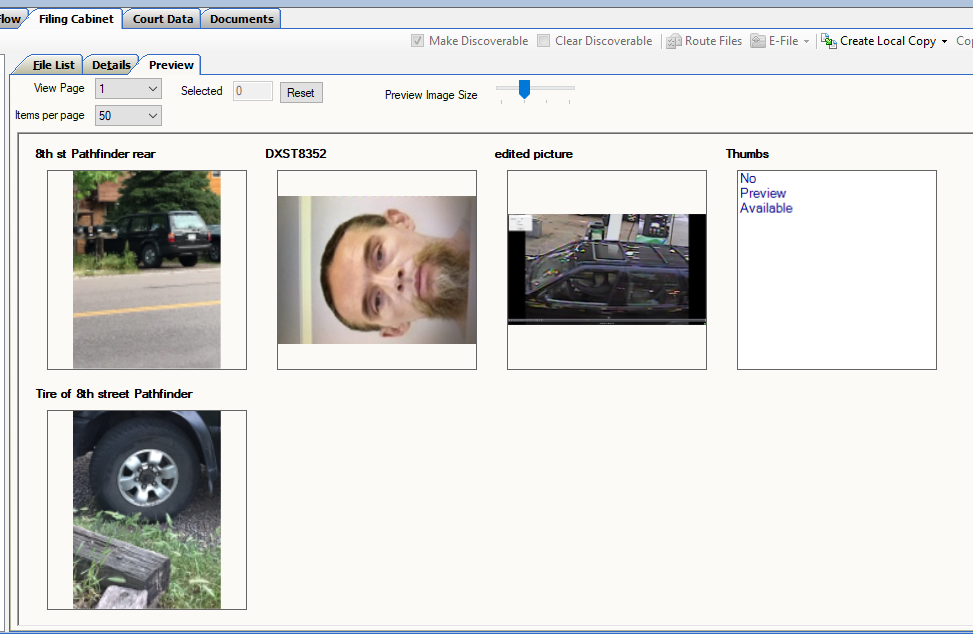 Flow Filing Cabinet Court Data Documents
Make Discoverable Clear Discoverable Route Files E-File Create Local Copy
File List Details Preview
View Page 1 Selected 0 Reset Preview Image Size
Items per page 50
8th st Pathfinder rear DXST8352 edited picture Thumbs
No
Preview
Available
Tire of 8th street Pathfinder